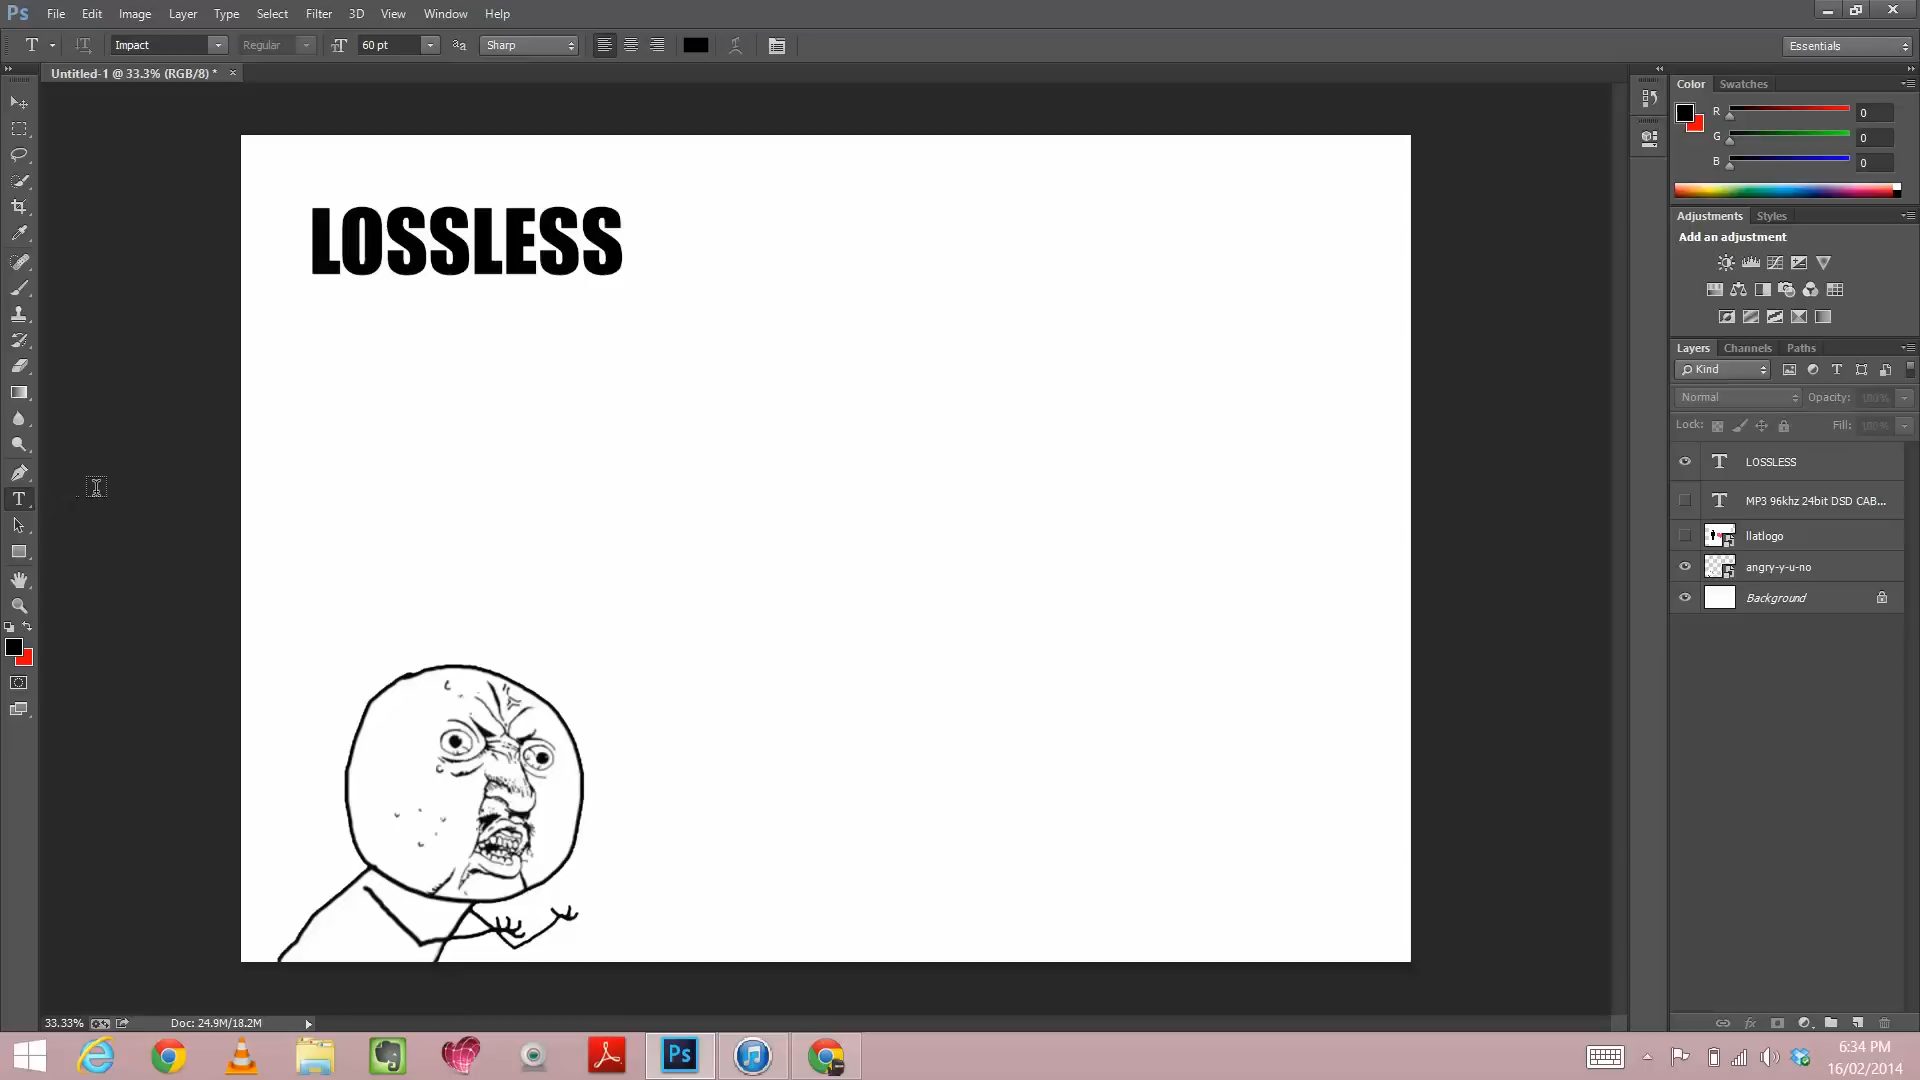 Ps File Edit Image Layer Type Select Filter 3D View Window Help
T Impact Regular 60 pt Sharp Essentials
Untitled-1 @ 33.3% (RGB/8) *
Color Swatches
R 0
G 0
B 0
Adjustments Styles
Add an adjustment
Layers Channels Paths
Kind
Normal Opacity: 100%
Lock: Fill: 100%
T LOSSLESS
T MP3 96khz 24bit DSD CAB...
llatlogo
angry-y-u-no
Background
LOSSLESS
33.33% Doc: 24.9M/18.2M
Ps
6:34 PM
16/02/2014